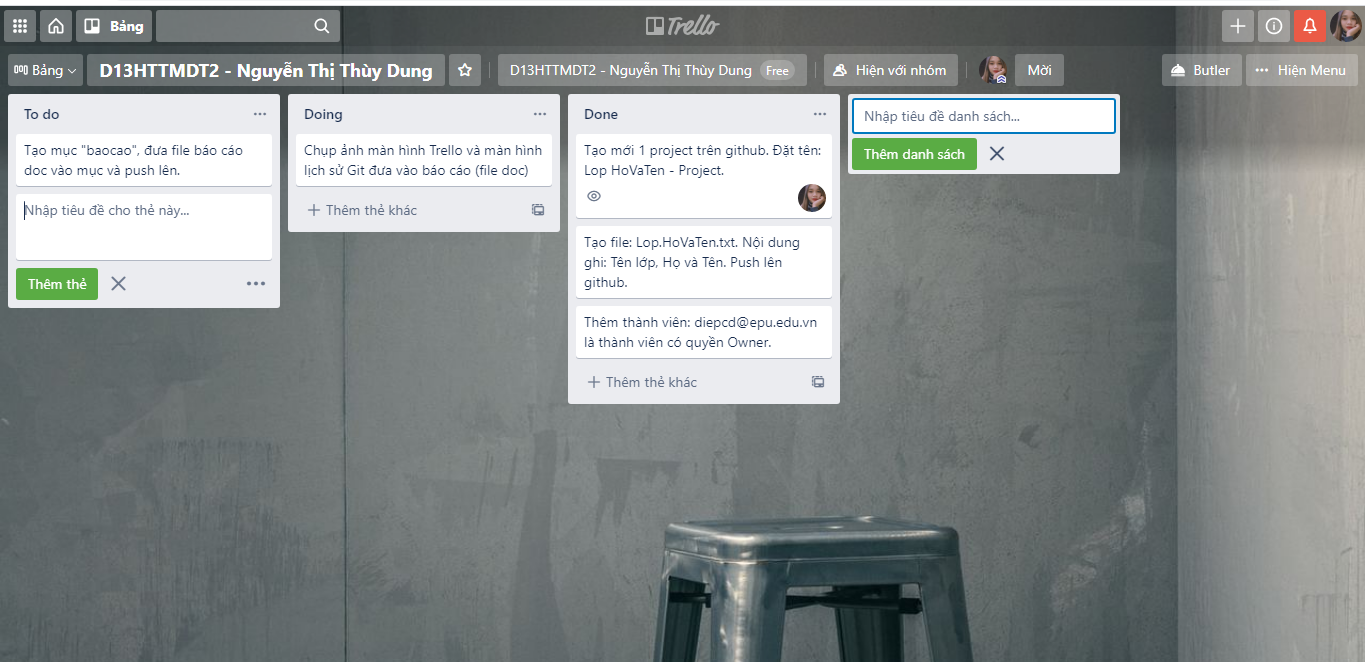 Bảng
Trello
Bảng
D13HTTMDT2 - Nguyễn Thị Thùy Dung
D13HTTMDT2 - Nguyễn Thị Thùy Dung Free
Hiện với nhóm
Mời
Butler
Hiện Menu
To do
Tạo mục "baocao", đưa file báo cáo
doc vào mục và push lên.
Nhập tiêu đề cho thẻ này...
Thêm thẻ
Doing
Chụp ảnh màn hình Trello và màn hình
lịch sử Git đưa vào báo cáo (file doc)
Thêm thẻ khác
Done
Tạo mới 1 project trên github. Đặt tên:
Lop HoVaTen - Project.
Tạo file: Lop.HoVaTen.txt. Nội dung
ghi: Tên lớp, Họ và Tên. Push lên
github.
Thêm thành viên: diepcd@epu.edu.vn
là thành viên có quyền Owner.
Thêm thẻ khác
Nhập tiêu đề danh sách...
Thêm danh sách